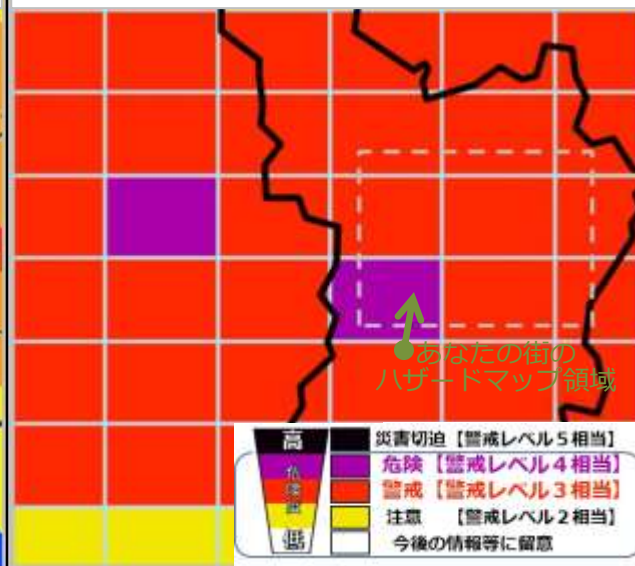 あなたの街の
ハザードマップ領域
高
危険度
低
災害切迫【警戒レベル5相当】
危険【警戒レベル4相当】
警戒【警戒レベル3相当】
注意 【警戒レベル2相当】
今後の情報等に留意